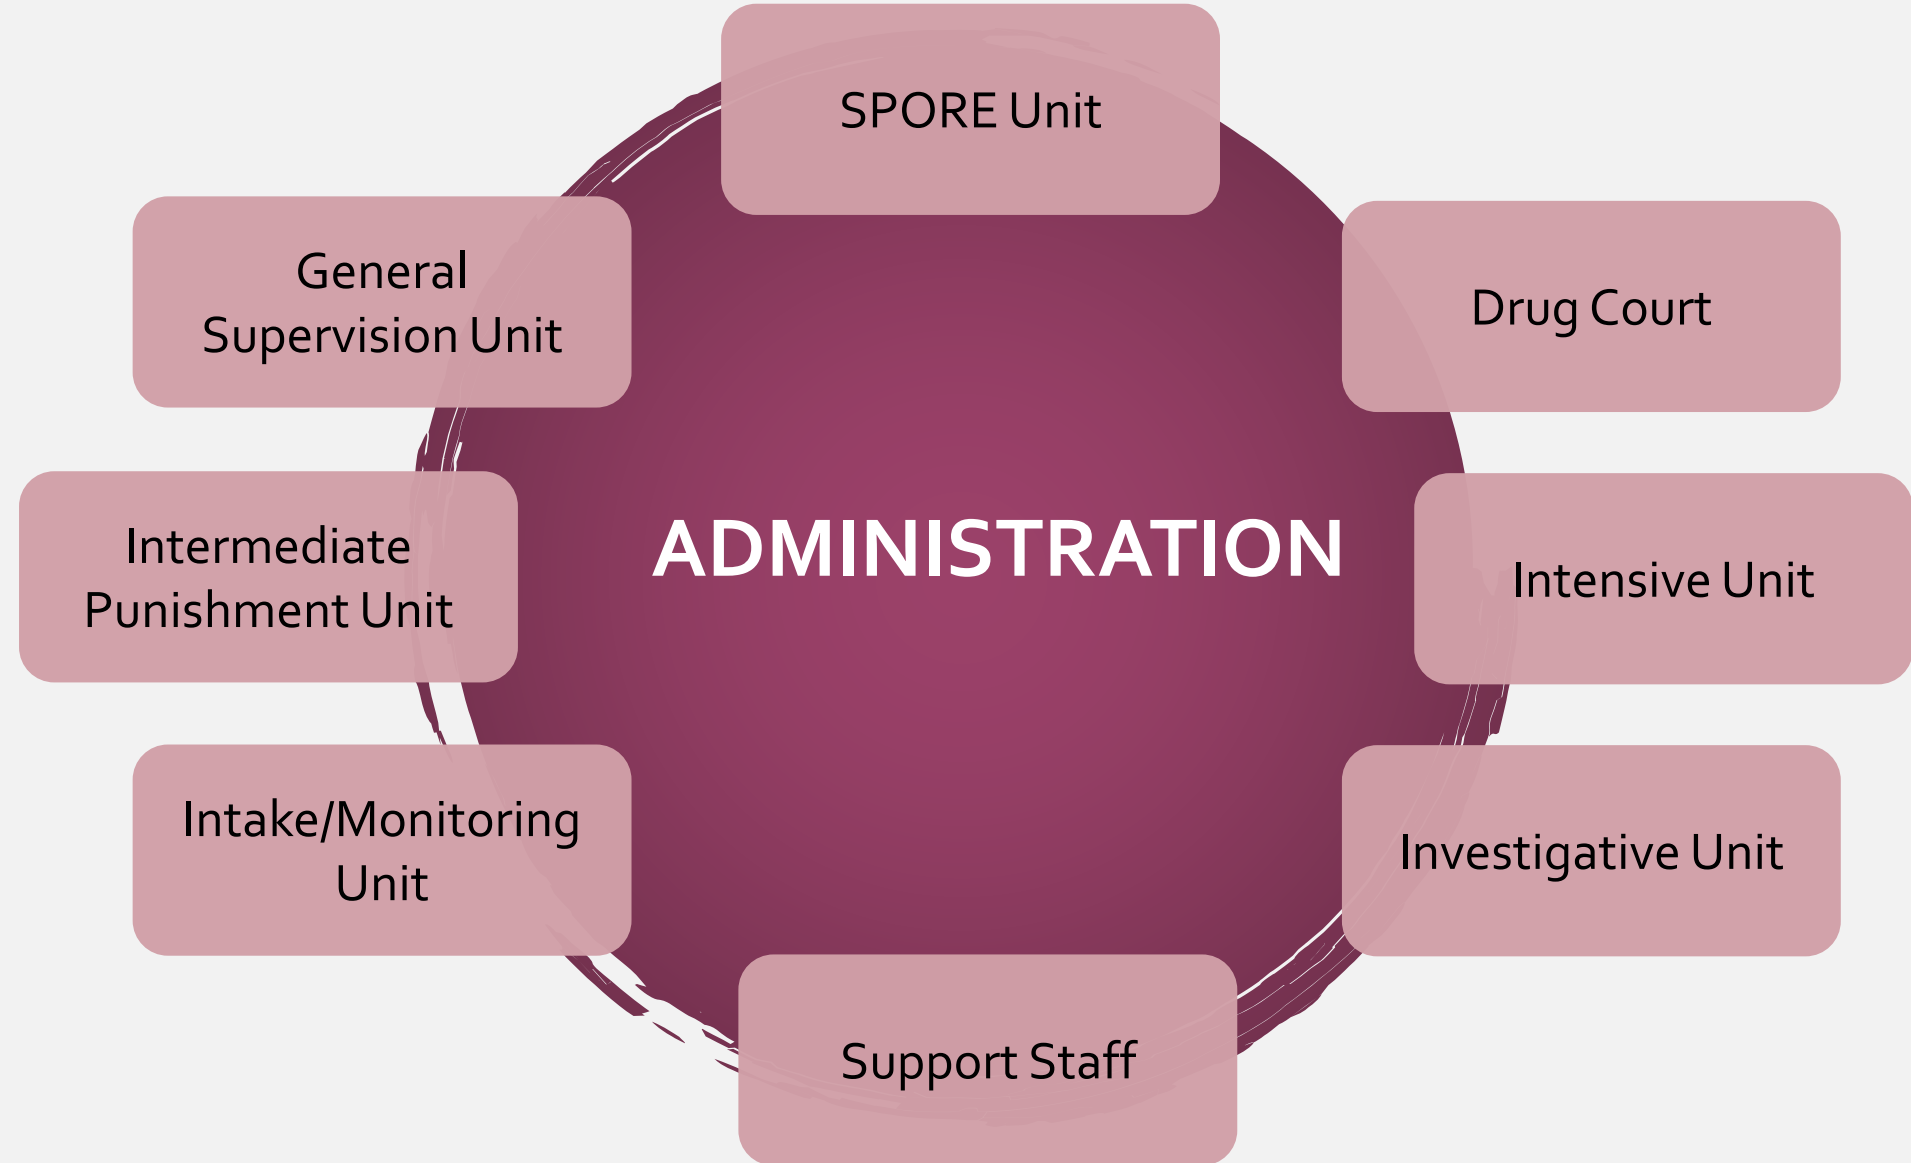 SPORE Unit
General
Supervision Unit
Drug Court
Intermediate
Punishment Unit
ADMINISTRATION
Intensive Unit
Intake/Monitoring
Unit
Investigative Unit
Support Staff